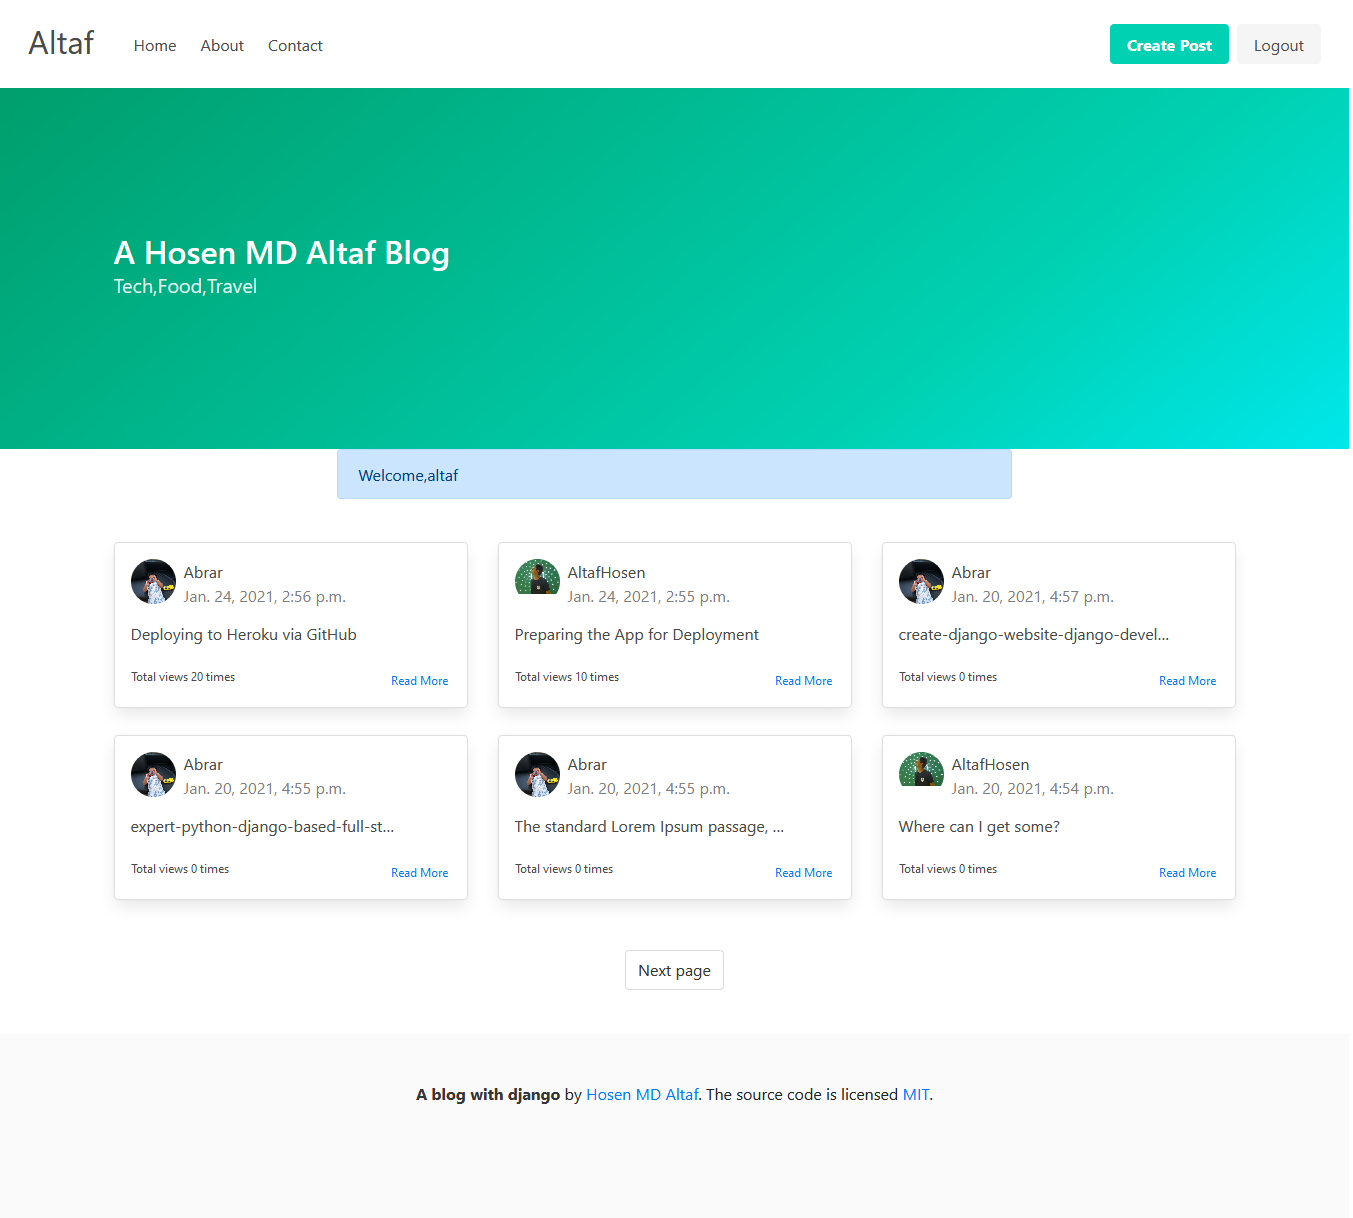 Altaf Home About Contact Create Post Logout
A Hosen MD Altaf Blog
Tech,Food,Travel
Welcome,altaf
Abrar
Jan. 24, 2021, 2:56 p.m.
Deploying to Heroku via GitHub
Total views 20 times
Read More
AltafHosen
Jan. 24, 2021, 2:55 p.m.
Preparing the App for Deployment
Total views 10 times
Read More
Abrar
Jan. 20, 2021, 4:57 p.m.
create-django-website-django-devel...
Total views 0 times
Read More
Abrar
Jan. 20, 2021, 4:55 p.m.
expert-python-django-based-full-st...
Total views 0 times
Read More
Abrar
Jan. 20, 2021, 4:55 p.m.
The standard Lorem Ipsum passage, ...
Total views 0 times
Read More
AltafHosen
Jan. 20, 2021, 4:54 p.m.
Where can I get some?
Total views 0 times
Read More
Next page
A blog with django by Hosen MD Altaf. The source code is licensed MIT.